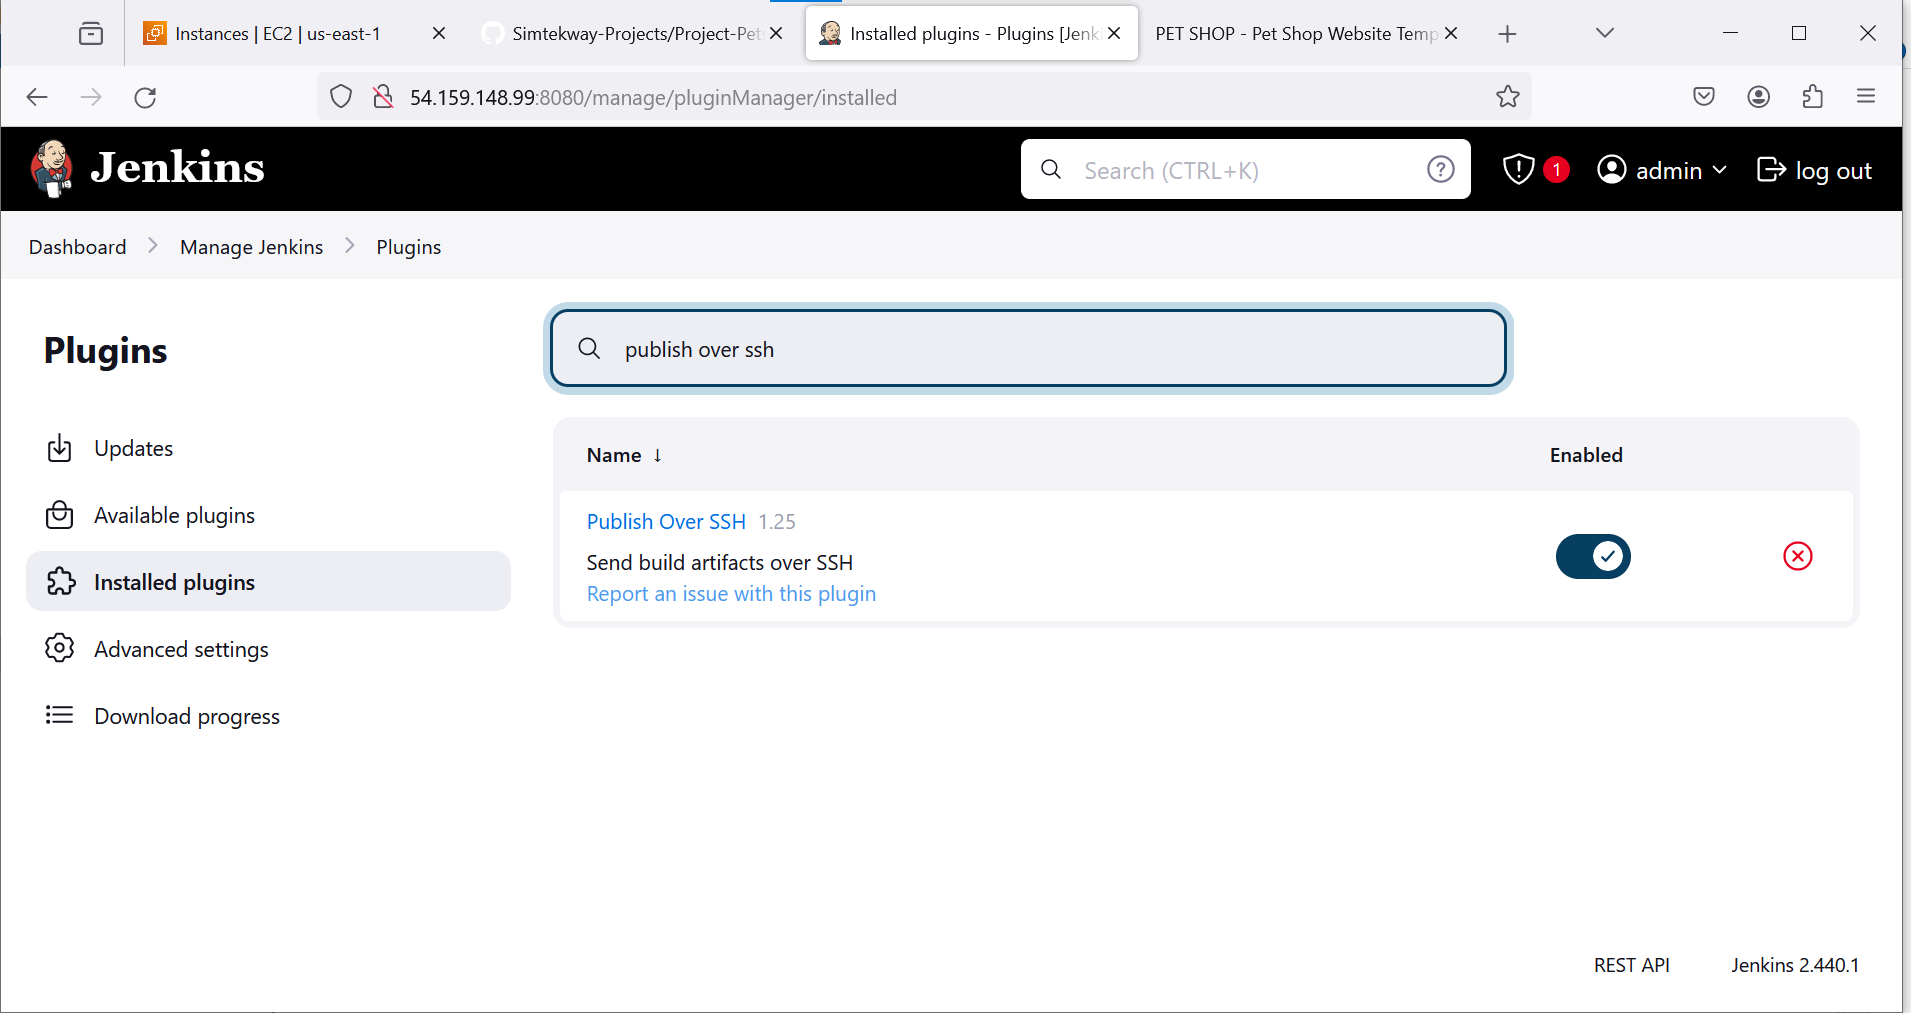 Instances | EC2 | us-east-1
Simtekway-Projects/Project-Pet
Installed plugins - Plugins [Jenk
PET SHOP - Pet Shop Website Temp
54.159.148.99:8080/manage/pluginManager/installed
Jenkins
Search (CTRL+K)
1
admin
log out
Dashboard
Manage Jenkins
Plugins
Plugins
publish over ssh
Updates
Available plugins
Installed plugins
Advanced settings
Download progress
Name ↓
Enabled
Publish Over SSH 1.25
Send build artifacts over SSH
Report an issue with this plugin
REST API
Jenkins 2.440.1